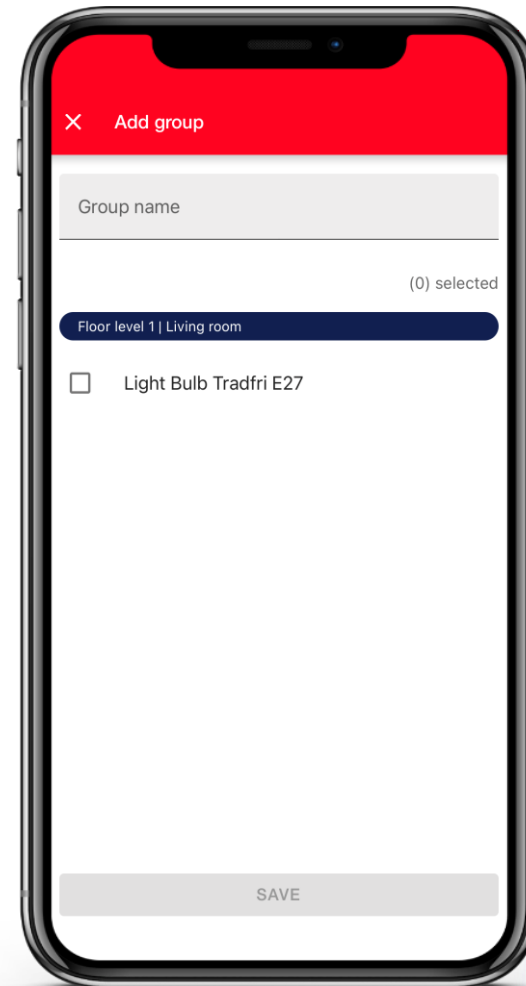 Add group
Group name
(0) selected
Floor level 1 | Living room
Light Bulb Tradfri E27
SAVE